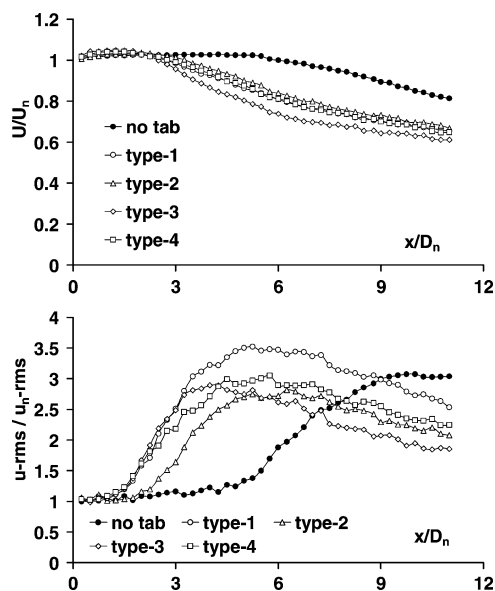 1.2
1
0.8
0.6
0.4
0.2
0
U/Uₙ
no tab
type-1
type-2
type-3
type-4
x/Dₙ
0 3 6 9 12
4
3.5
3
2.5
2
1.5
1
0.5
0
u-rms / uₙ-rms
no tab type-1 type-2
type-3 type-4
x/Dₙ
0 3 6 9 12